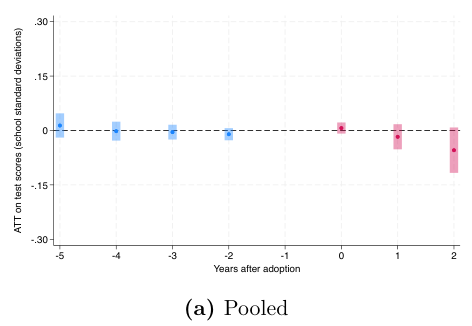 ATT on test scores (school standard deviations)
.30
.15
0
-.15
-.30
-5 -4 -3 -2 -1 0 1 2
Years after adoption
(a) Pooled